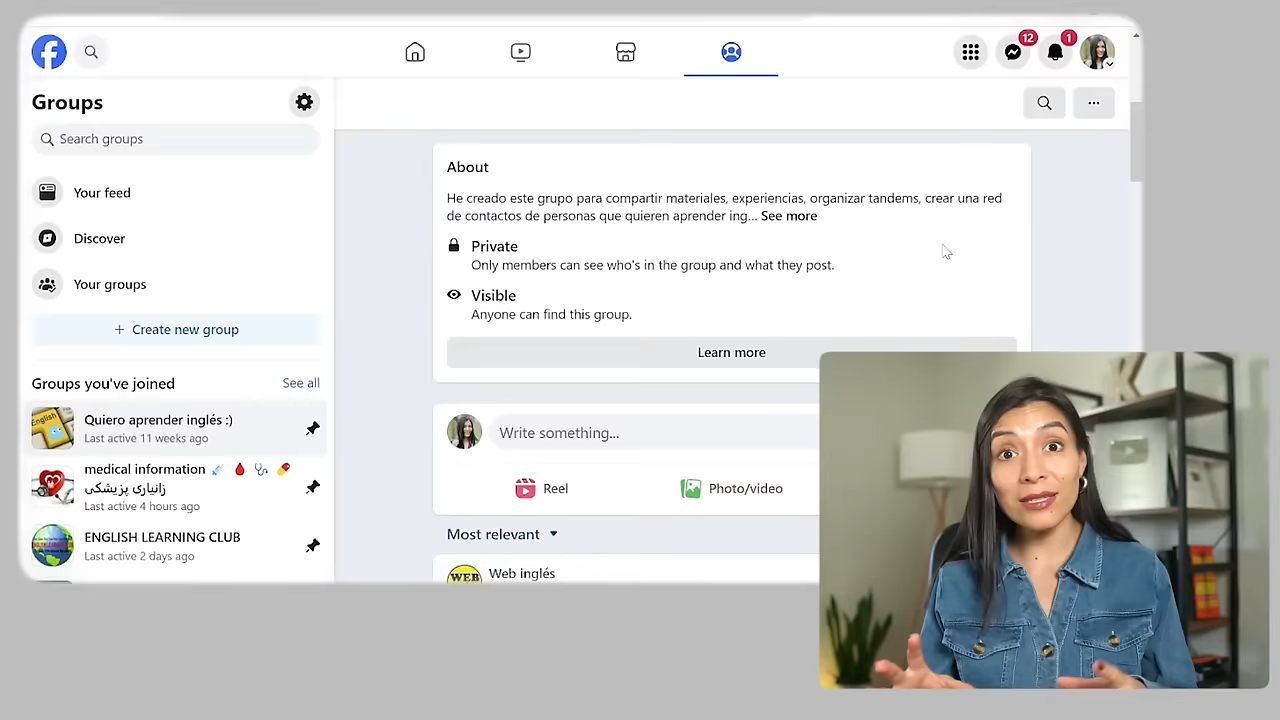 12
1
Groups
Search groups
Your feed
Discover
Your groups
+ Create new group
Groups you've joined
See all
Quiero aprender inglés :)
Last active 11 weeks ago
medical information
زانیاری پزیشکی
Last active 4 hours ago
ENGLISH LEARNING CLUB
Last active 2 days ago
About
He creado este grupo para compartir materiales, experiencias, organizar tandems, crear una red
de contactos de personas que quieren aprender ing... See more
Private
Only members can see who's in the group and what they post.
Visible
Anyone can find this group.
Learn more
Write something...
Reel
Photo/video
Most relevant
WEB
Web inglés
English